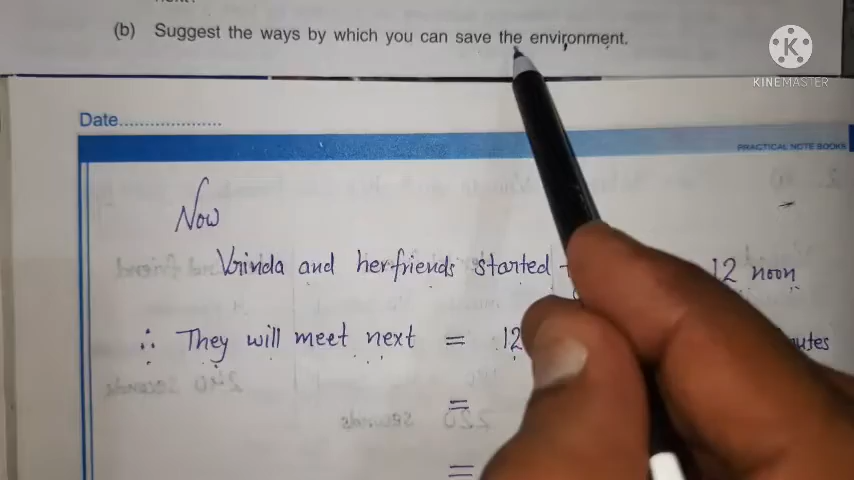 (b) Suggest the ways by which you can save the environment.
KINEMASTER
Date....................
PRACTICAL NOTE BOOKS
Now
Vrinda and her friends started 12 noon
∴ They will meet next = 12
=
=